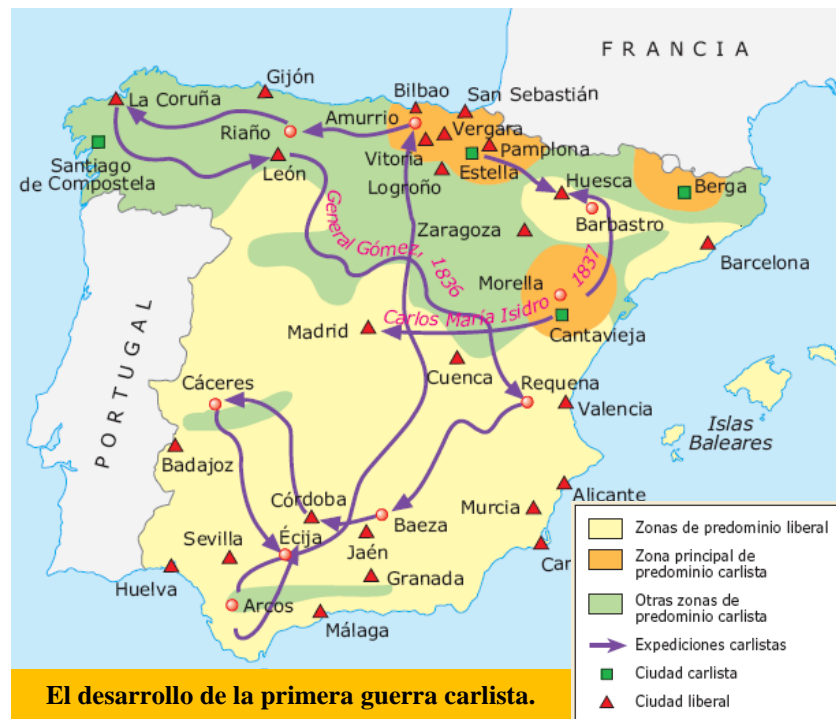 FRANCIA
Gijón
Bilbao
San Sebastián
La Coruña
Amurrio
Vergara
Riaño
Pamplona
Vitoria
Santiago
de Compostela
León
Estella
Huesca
Logroño
Berga
General Gómez, 1836
Zaragoza
Barbastro
Barcelona
Morella
1837
Carlos María Isidro
Madrid
Cantavieja
PORTUGAL
Cuenca
Requena
Cáceres
Valencia
Islas
Baleares
Badajoz
Alicante
Córdoba
Murcia
Sevilla
Écija
Baeza
Jaén
Car
Huelva
Granada
Arcos
Málaga
Zonas de predominio liberal
Zona principal de
predominio carlista
Otras zonas de
predominio carlista
Expediciones carlistas
Ciudad carlista
Ciudad liberal
El desarrollo de la primera guerra carlista.